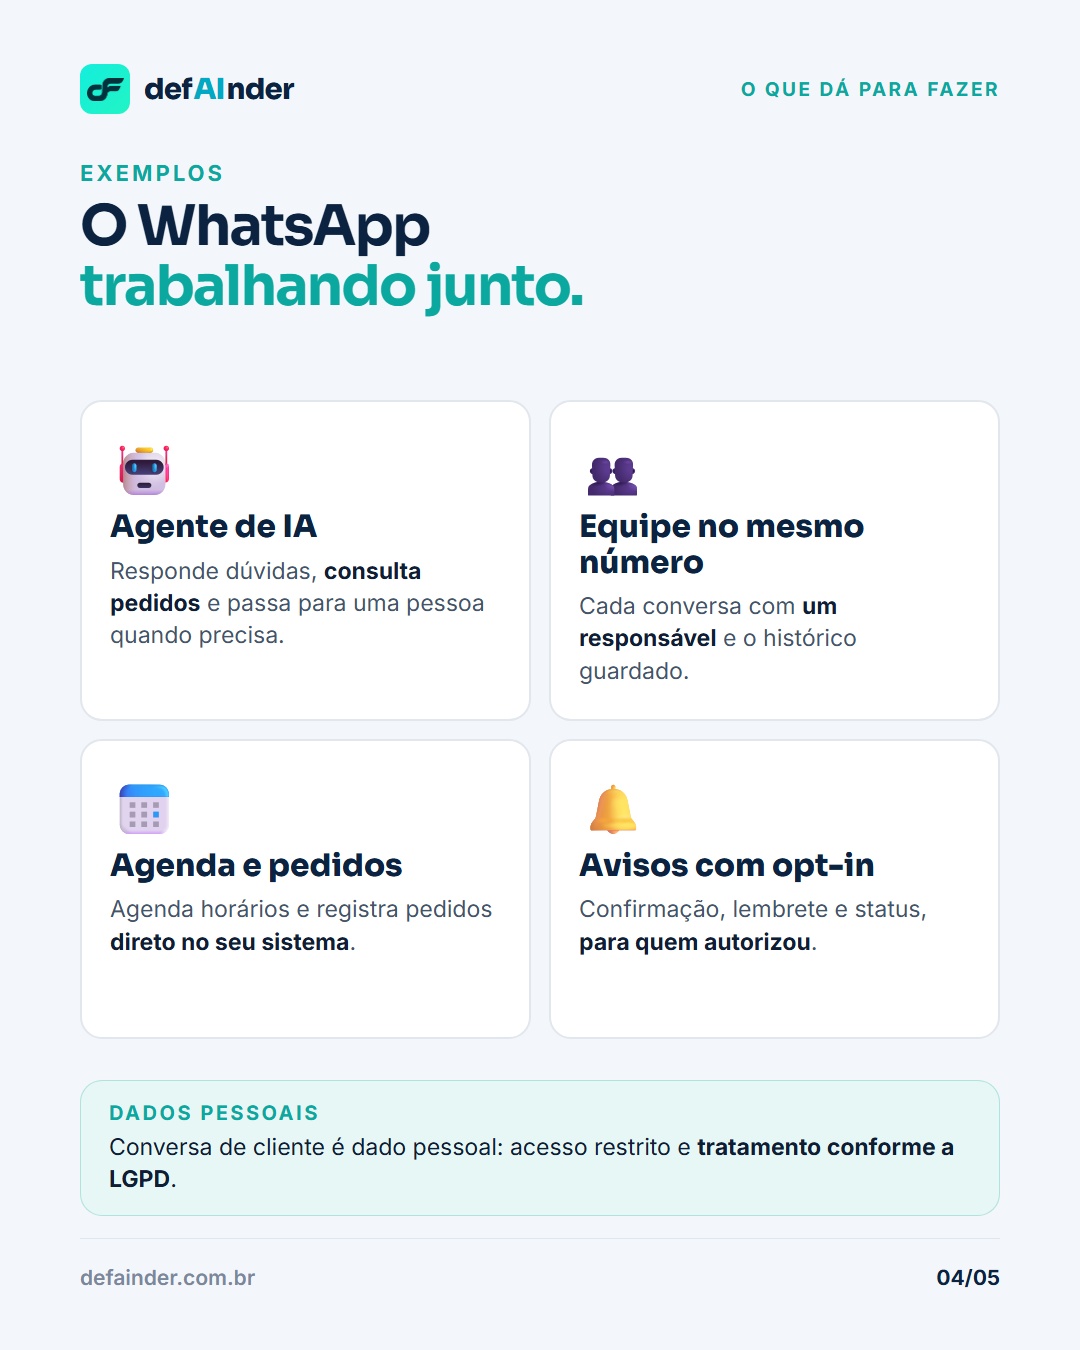 defAInder
O QUE DÁ PARA FAZER
EXEMPLOS
O WhatsApp
trabalhando junto.
Agente de IA
Responde dúvidas, consulta
pedidos e passa para uma pessoa
quando precisa.
Equipe no mesmo
número
Cada conversa com um
responsável e o histórico
guardado.
Agenda e pedidos
Agenda horários e registra pedidos
direto no seu sistema.
Avisos com opt-in
Confirmação, lembrete e status,
para quem autorizou.
DADOS PESSOAIS
Conversa de cliente é dado pessoal: acesso restrito e tratamento conforme a
LGPD.
defainder.com.br
04/05